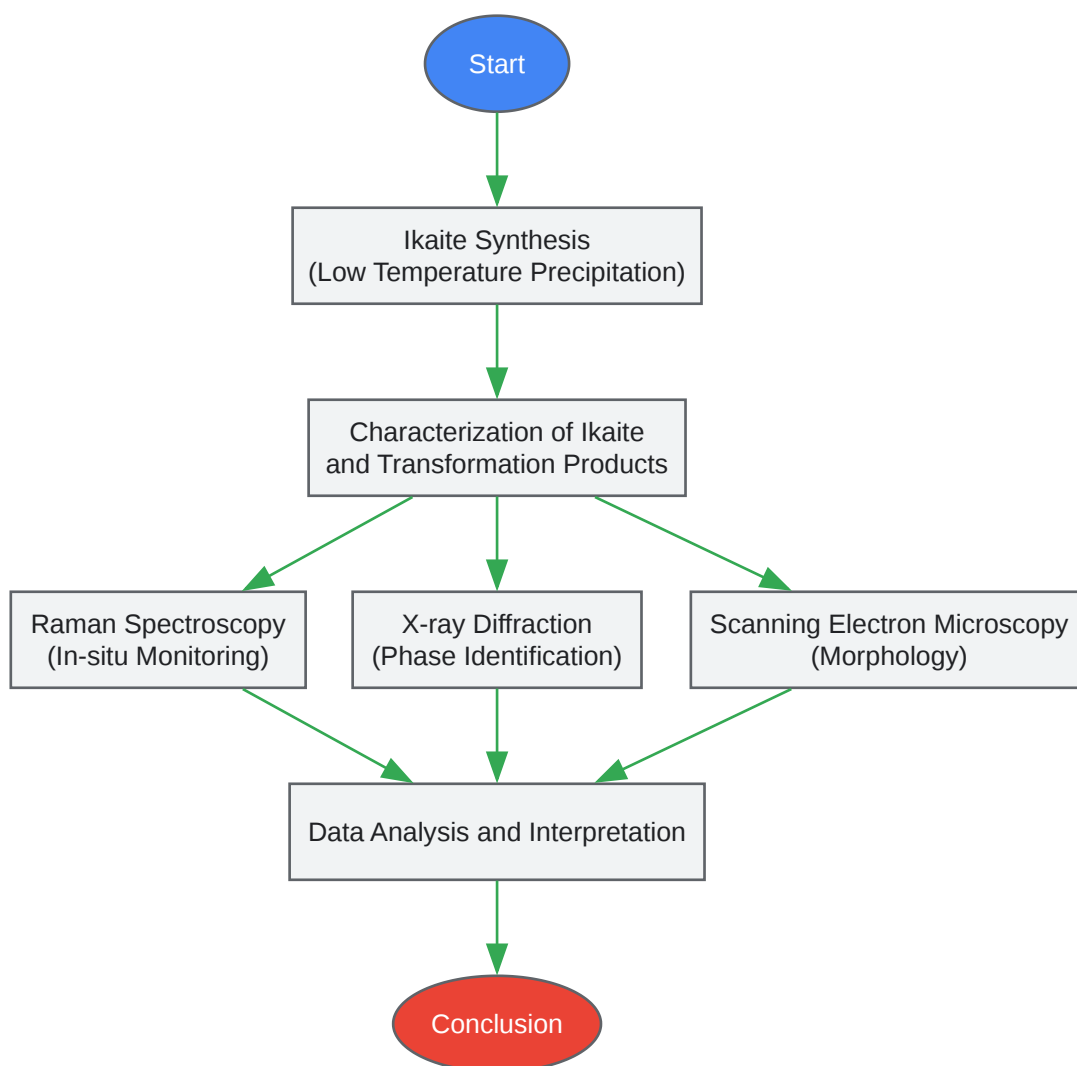 Start
Ikaite Synthesis
(Low Temperature Precipitation)
Characterization of Ikaite
and Transformation Products
Raman Spectroscopy
(In-situ Monitoring)
X-ray Diffraction
(Phase Identification)
Scanning Electron Microscopy
(Morphology)
Data Analysis and Interpretation
Conclusion